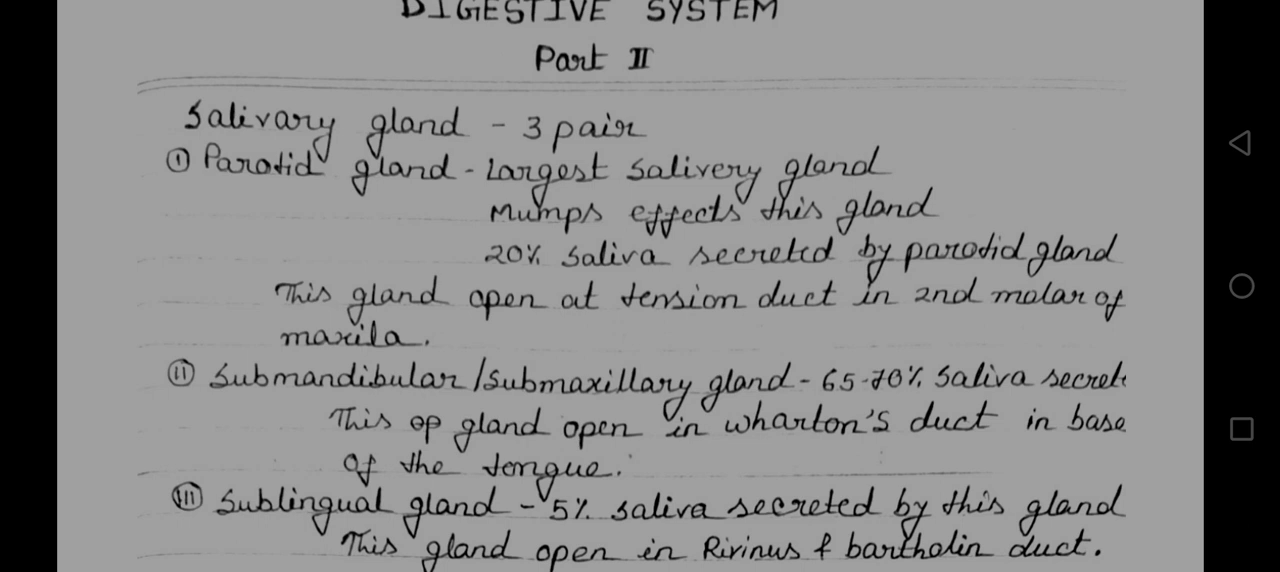 DIGESTIVE SYSTEM
Part II
Salivary gland - 3 pair
① Parotid gland - Largest salivery gland
Mumps effects this gland
20% saliva secreted by parotid gland
This gland open at tension duct in 2nd molar of
maxila.
(ii) Submandibular/submaxillary gland - 65-70% saliva secret
This op gland open in wharton's duct in base
of the tongue.
(iii) Sublingual gland - 5% saliva secreted by this gland
This gland open in Rivinus & bartholin duct.